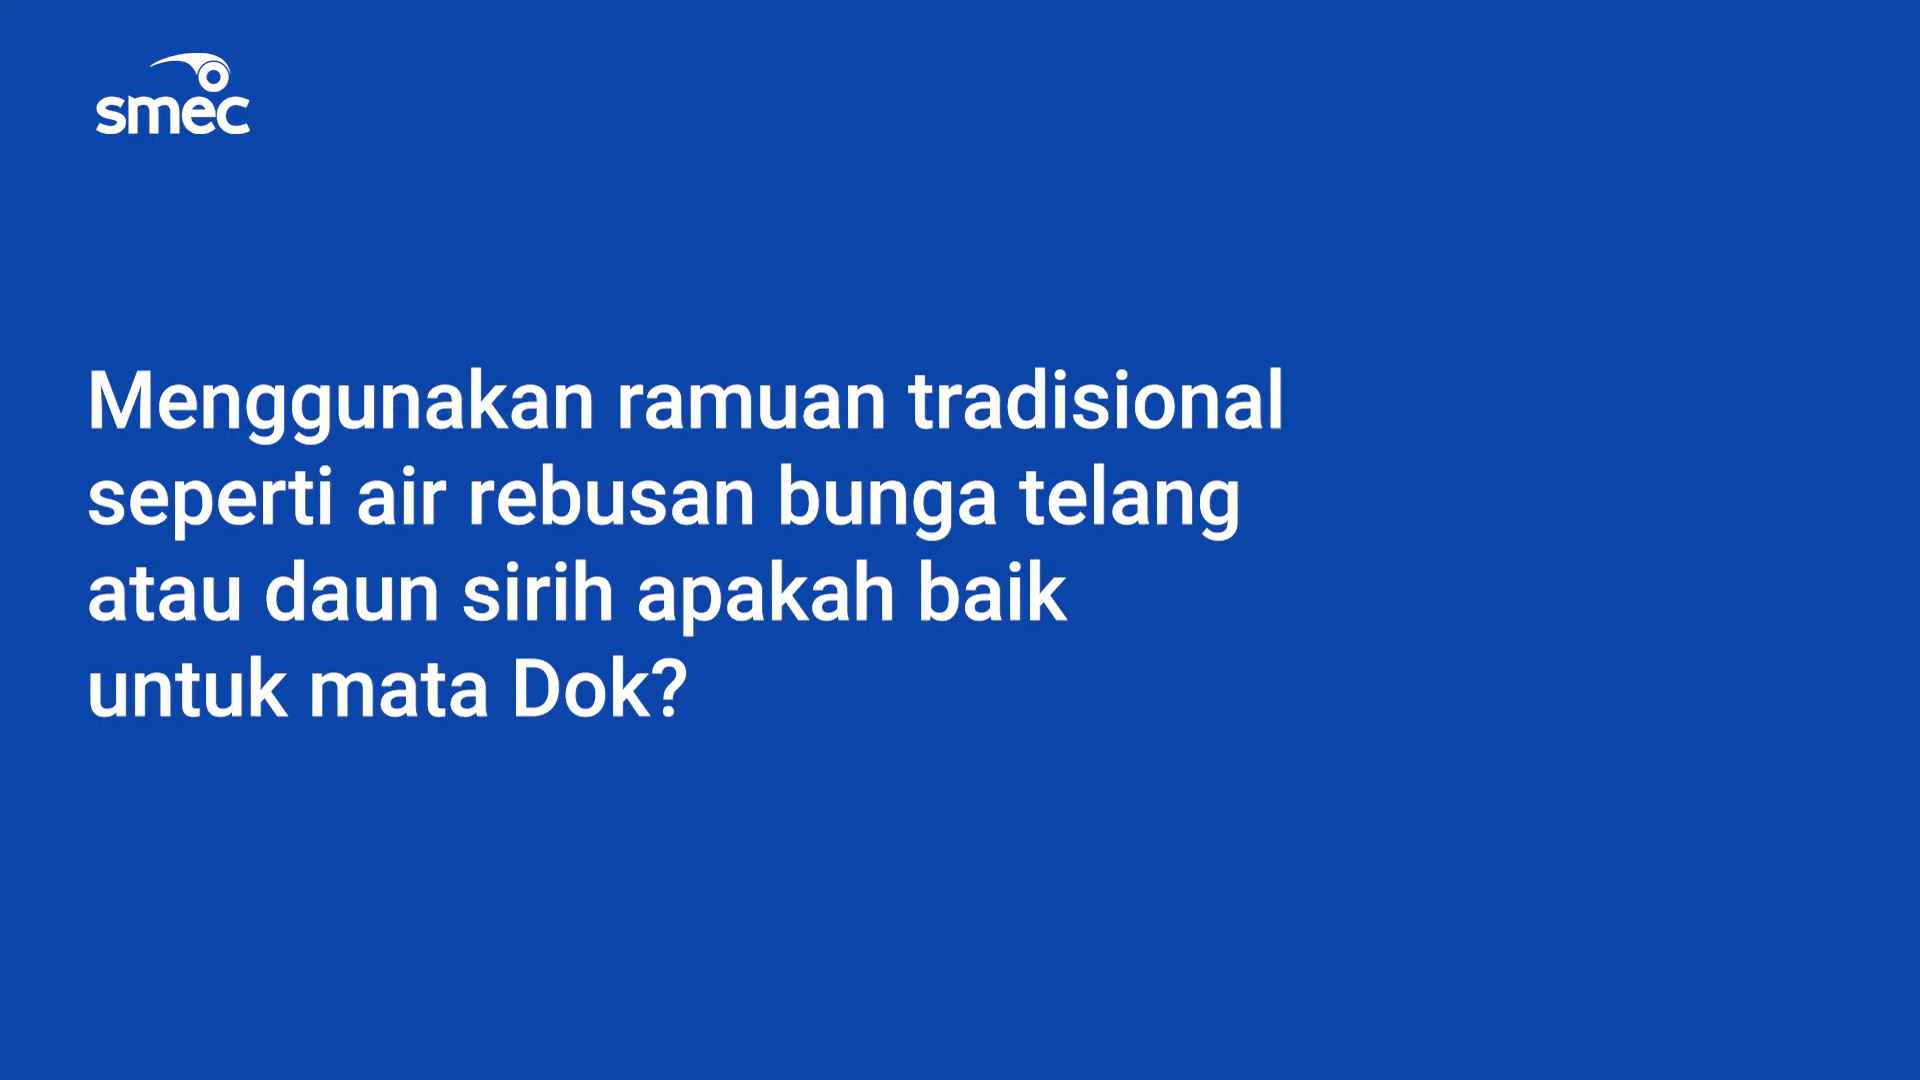 smec
Menggunakan ramuan tradisional
seperti air rebusan bunga telang
atau daun sirih apakah baik
untuk mata Dok?